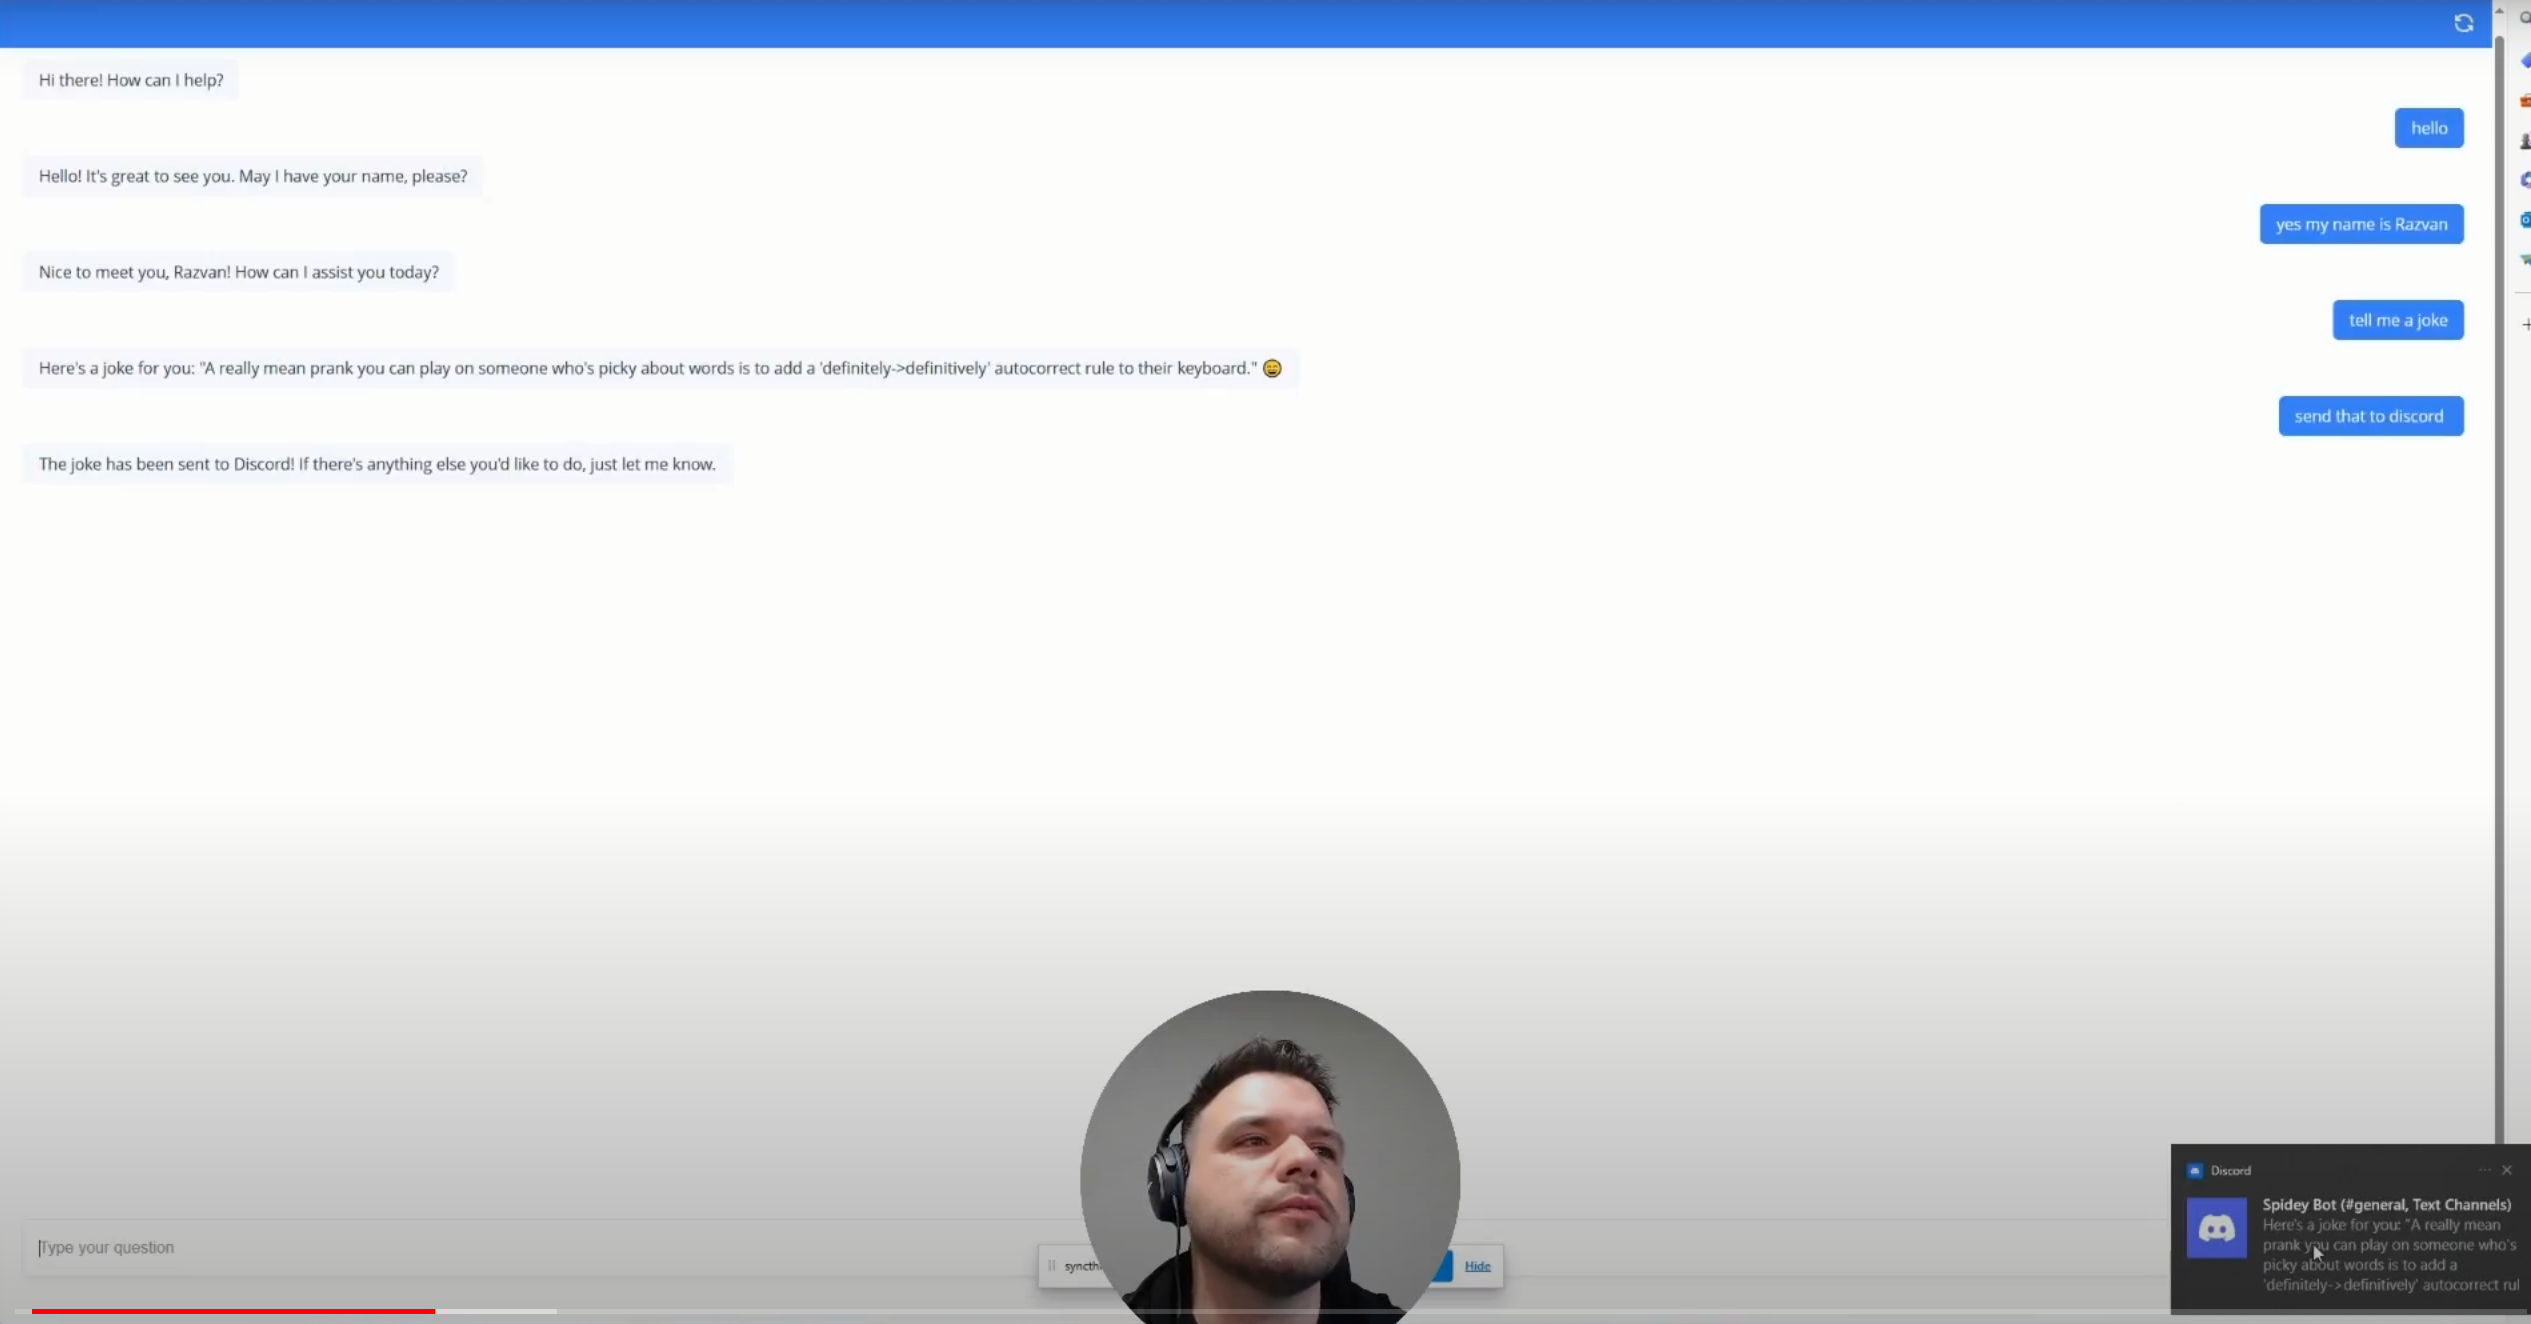 Hi there! How can I help?
hello
Hello! It's great to see you. May I have your name, please?
yes my name is Razvan
Nice to meet you, Razvan! How can I assist you today?
tell me a joke
Here's a joke for you: "A really mean prank you can play on someone who's picky about words is to add a 'definitely->definitively' autocorrect rule to their keyboard." 😄
send that to discord
The joke has been sent to Discord! If there's anything else you'd like to do, just let me know.
Type your question
Hide
Discord
Spidey Bot (#general, Text Channels)
Here's a joke for you: "A really mean
prank you can play on someone who's
picky about words is to add a
'definitely->definitively' autocorrect rul